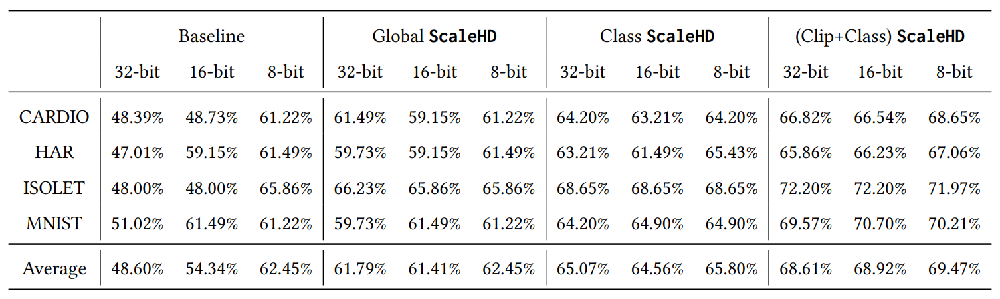 Baseline Global ScaleHD Class ScaleHD (Clip+Class) ScaleHD
32-bit 16-bit 8-bit 32-bit 16-bit 8-bit 32-bit 16-bit 8-bit 32-bit 16-bit 8-bit
CARDIO 48.39% 48.73% 61.22% 61.49% 59.15% 61.22% 64.20% 63.21% 64.20% 66.82% 66.54% 68.65%
HAR 47.01% 59.15% 61.49% 59.73% 59.15% 61.49% 63.21% 61.49% 65.43% 65.86% 66.23% 67.06%
ISOLET 48.00% 48.00% 65.86% 66.23% 65.86% 65.86% 68.65% 68.65% 68.65% 72.20% 72.20% 71.97%
MNIST 51.02% 61.49% 61.22% 59.73% 61.49% 61.22% 64.20% 64.90% 64.90% 69.57% 70.70% 70.21%
Average 48.60% 54.34% 62.45% 61.79% 61.41% 62.45% 65.07% 64.56% 65.80% 68.61% 68.92% 69.47%